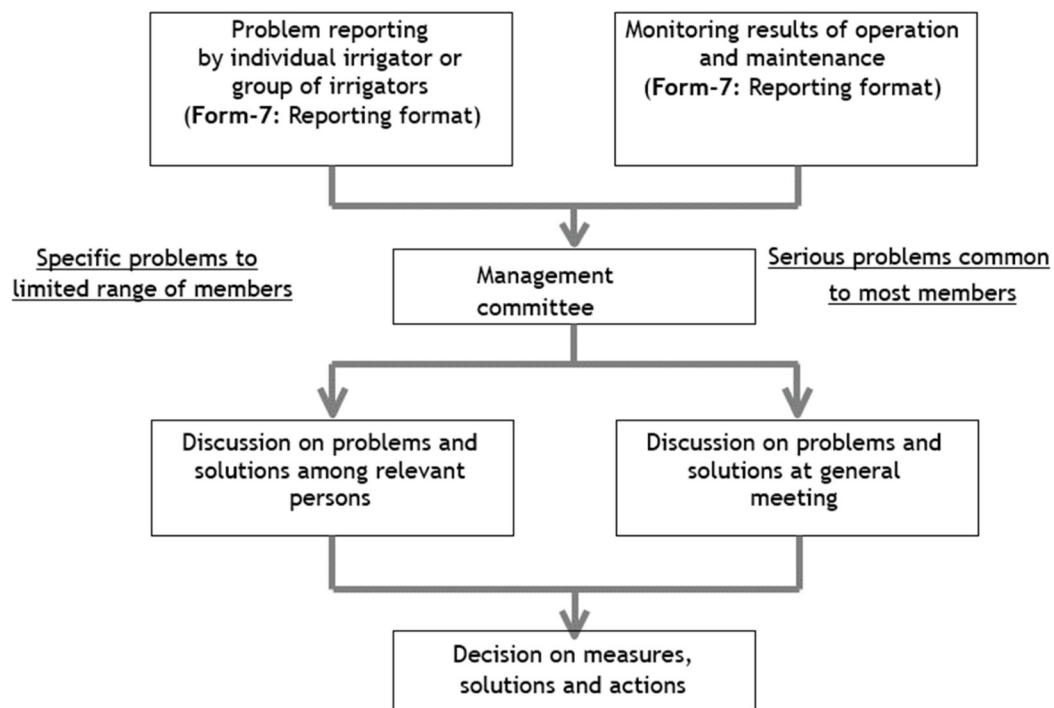 Problem reporting
by individual irrigator or
group of irrigators
(Form-7: Reporting format)
Monitoring results of operation
and maintenance
(Form-7: Reporting format)
Specific problems to
limited range of members
Management
committee
Serious problems common
to most members
Discussion on problems and
solutions among relevant
persons
Discussion on problems and
solutions at general
meeting
Decision on measures,
solutions and actions